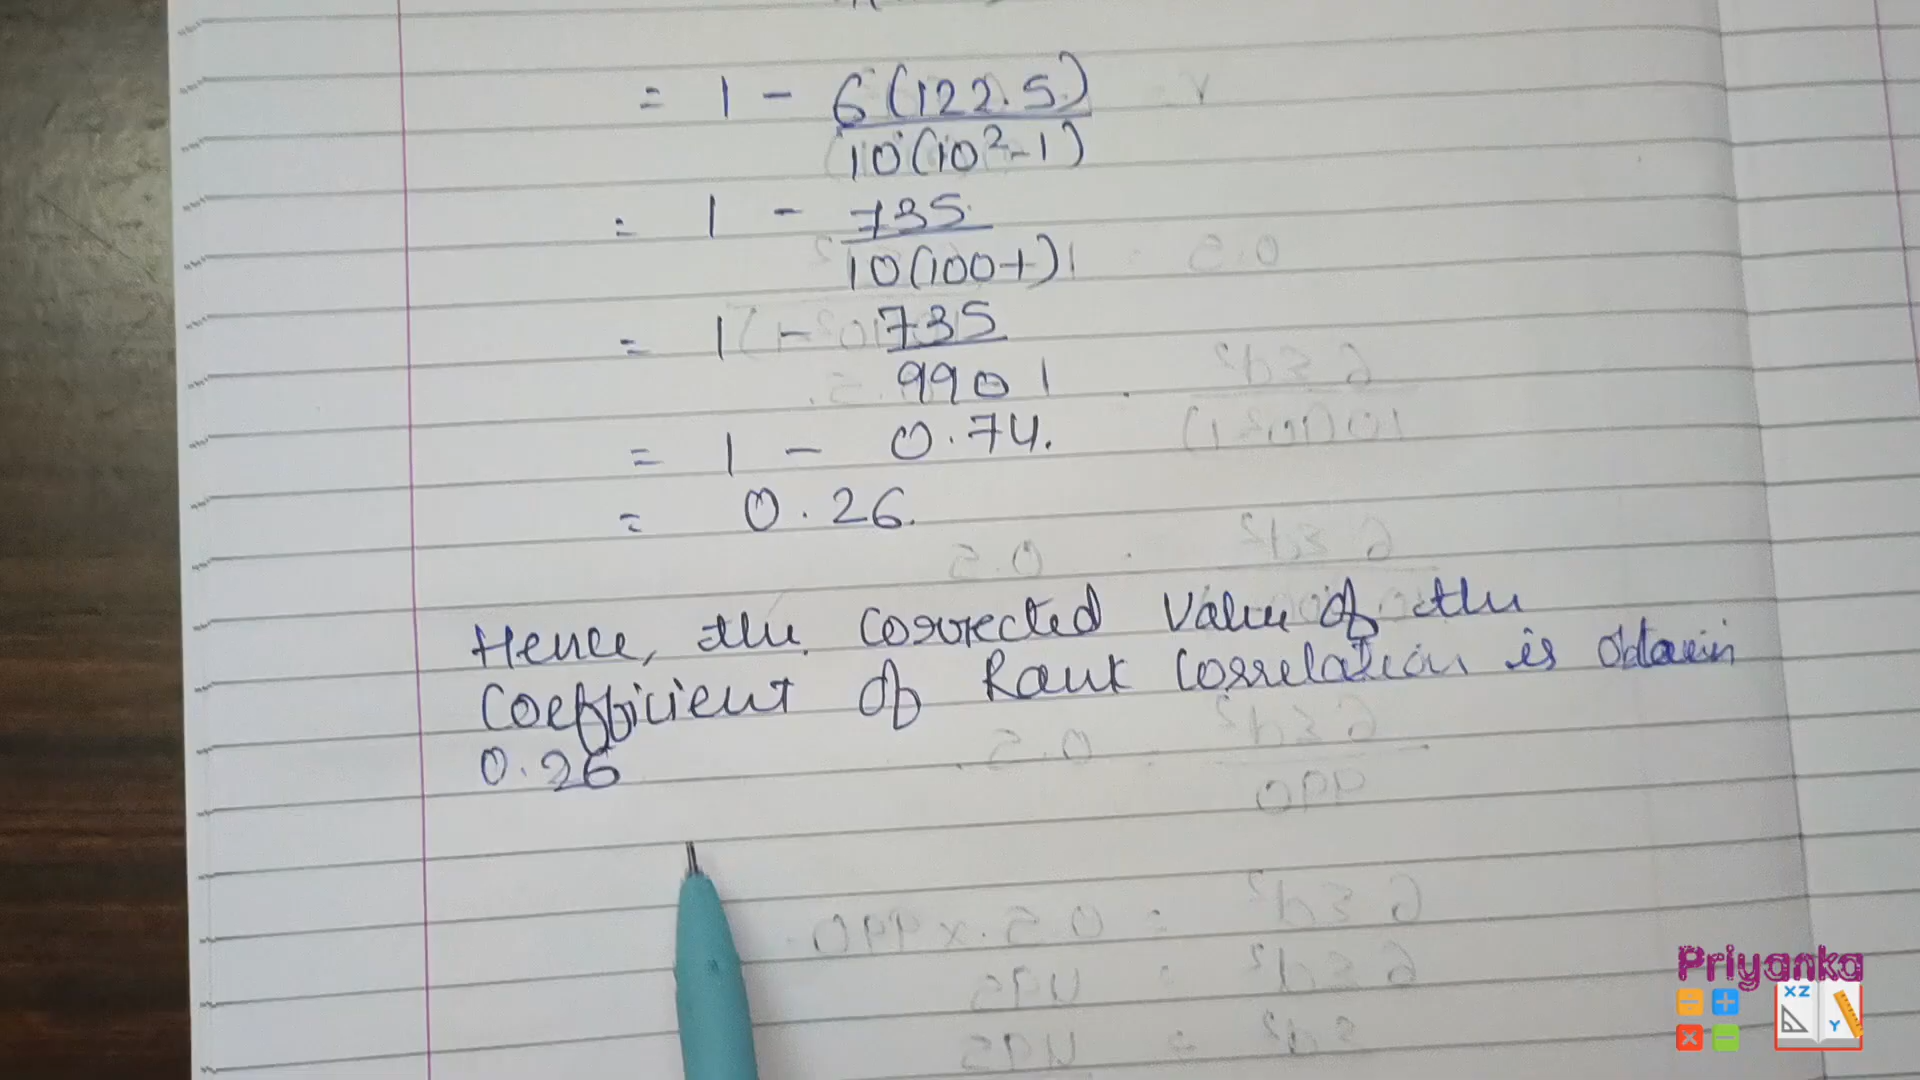 = 1 - 6(122.5)
10(10²-1)
= 1 - 735
10(100-1)
= 1 - 735
990
= 1 - 0.74.
= 0.26.
Hence, the corrected value of the
coefficient of Rank correlation is obtain
0.26
Priyanka
XZ
Y